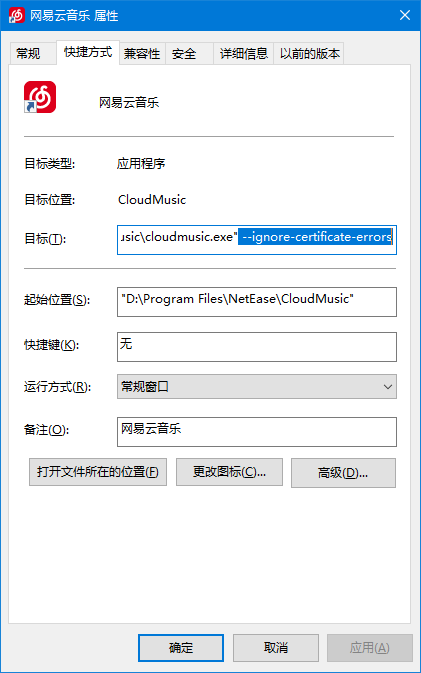 网易云音乐 属性
常规 快捷方式 兼容性 安全 详细信息 以前的版本
网易云音乐
目标类型: 应用程序
目标位置: CloudMusic
目标(T): usic\cloudmusic.exe" --ignore-certificate-errors
起始位置(S): "D:\Program Files\NetEase\CloudMusic"
快捷键(K): 无
运行方式(R): 常规窗口
备注(O): 网易云音乐
打开文件所在的位置(F) 更改图标(C)... 高级(D)...
确定 取消 应用(A)